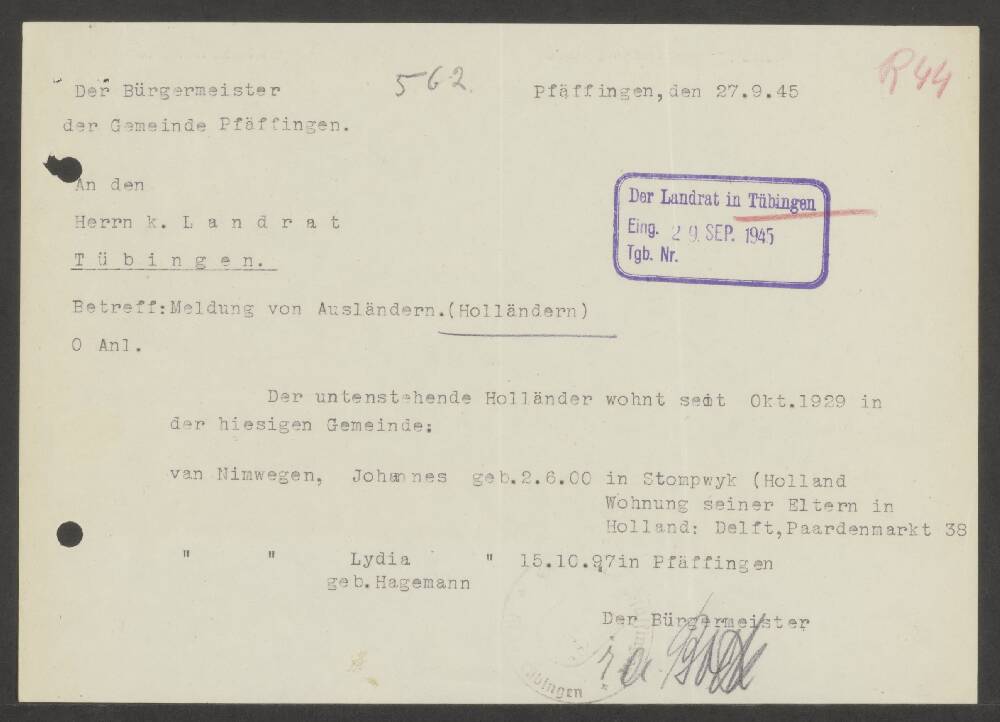 Der Bürgermeister
562.
Pfäffingen,den 27.9.45
R44
der Gemeinde Pfäffingen.
An den
Herrn k. L a n d r a t
T ü b i n g e n.
Der Landrat in Tübingen
Eing. 29. SEP. 1945
Tgb. Nr.
Betreff:Meldung von Ausländern.(Holländern)
0 Anl.
Der untenstehende Holländer wohnt seit Okt.1929 in
der hiesigen Gemeinde:
van Nimwegen, Johannes geb.2.6.00 in Stompwyk (Holland
Wohnung seiner Eltern in
Holland: Delft,Paardenmarkt 38
" " Lydia " 15.10.97in Pfäffingen
geb.Hagemann
Der Bürgermeister